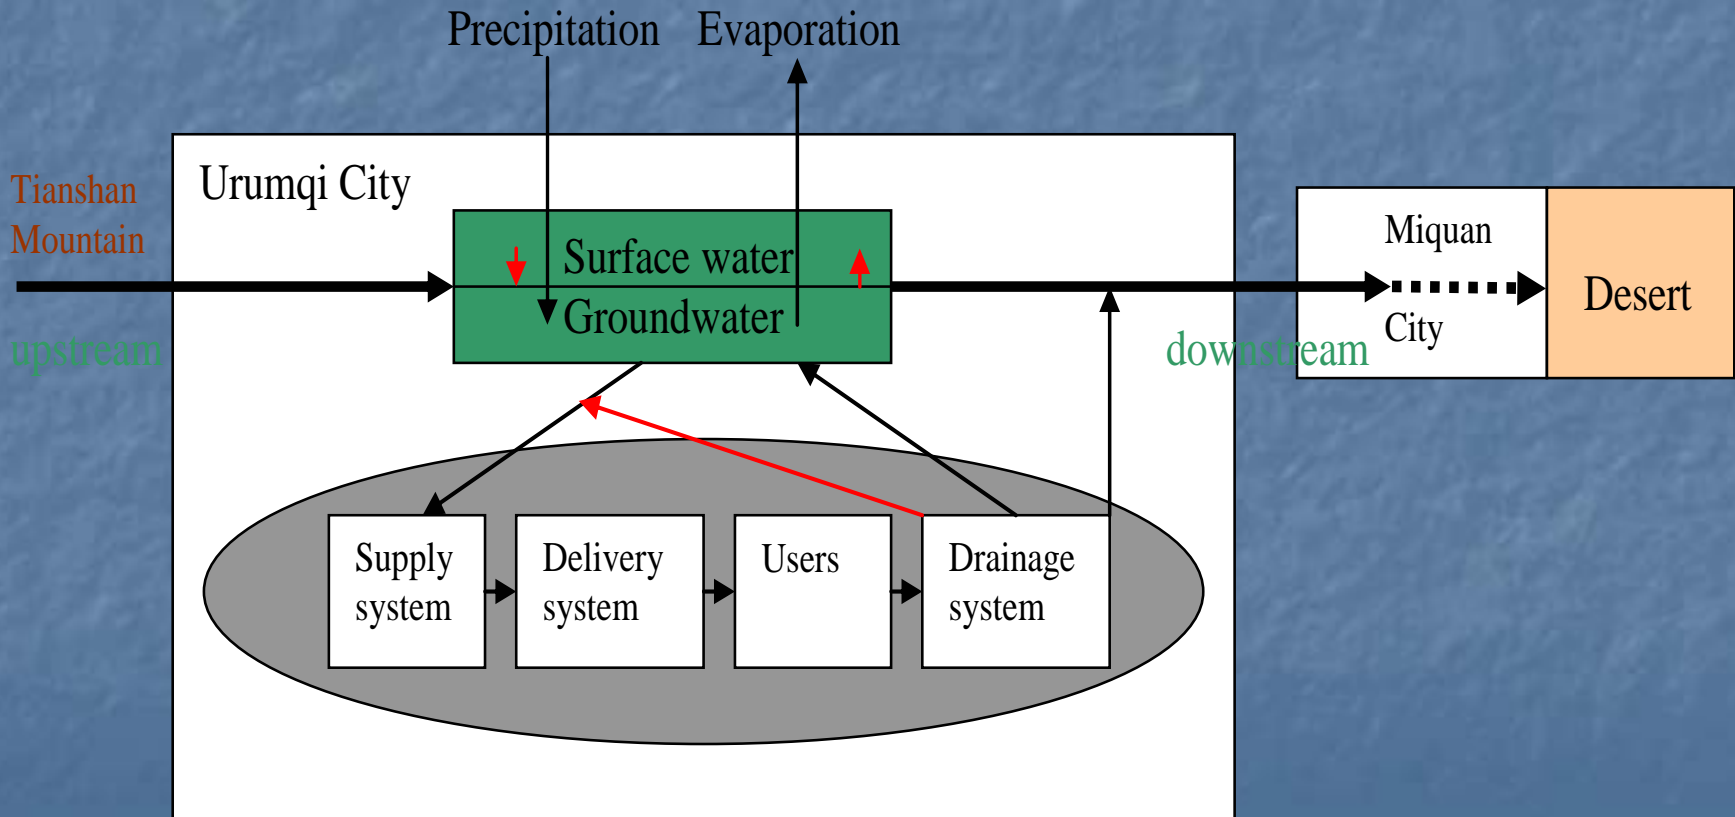 Precipitation
Evaporation
Tianshan
Mountain
Urumqi City
Surface water
Groundwater
upstream
downstream
Miquan
City
Desert
Supply
system
Delivery
system
Users
Drainage
system